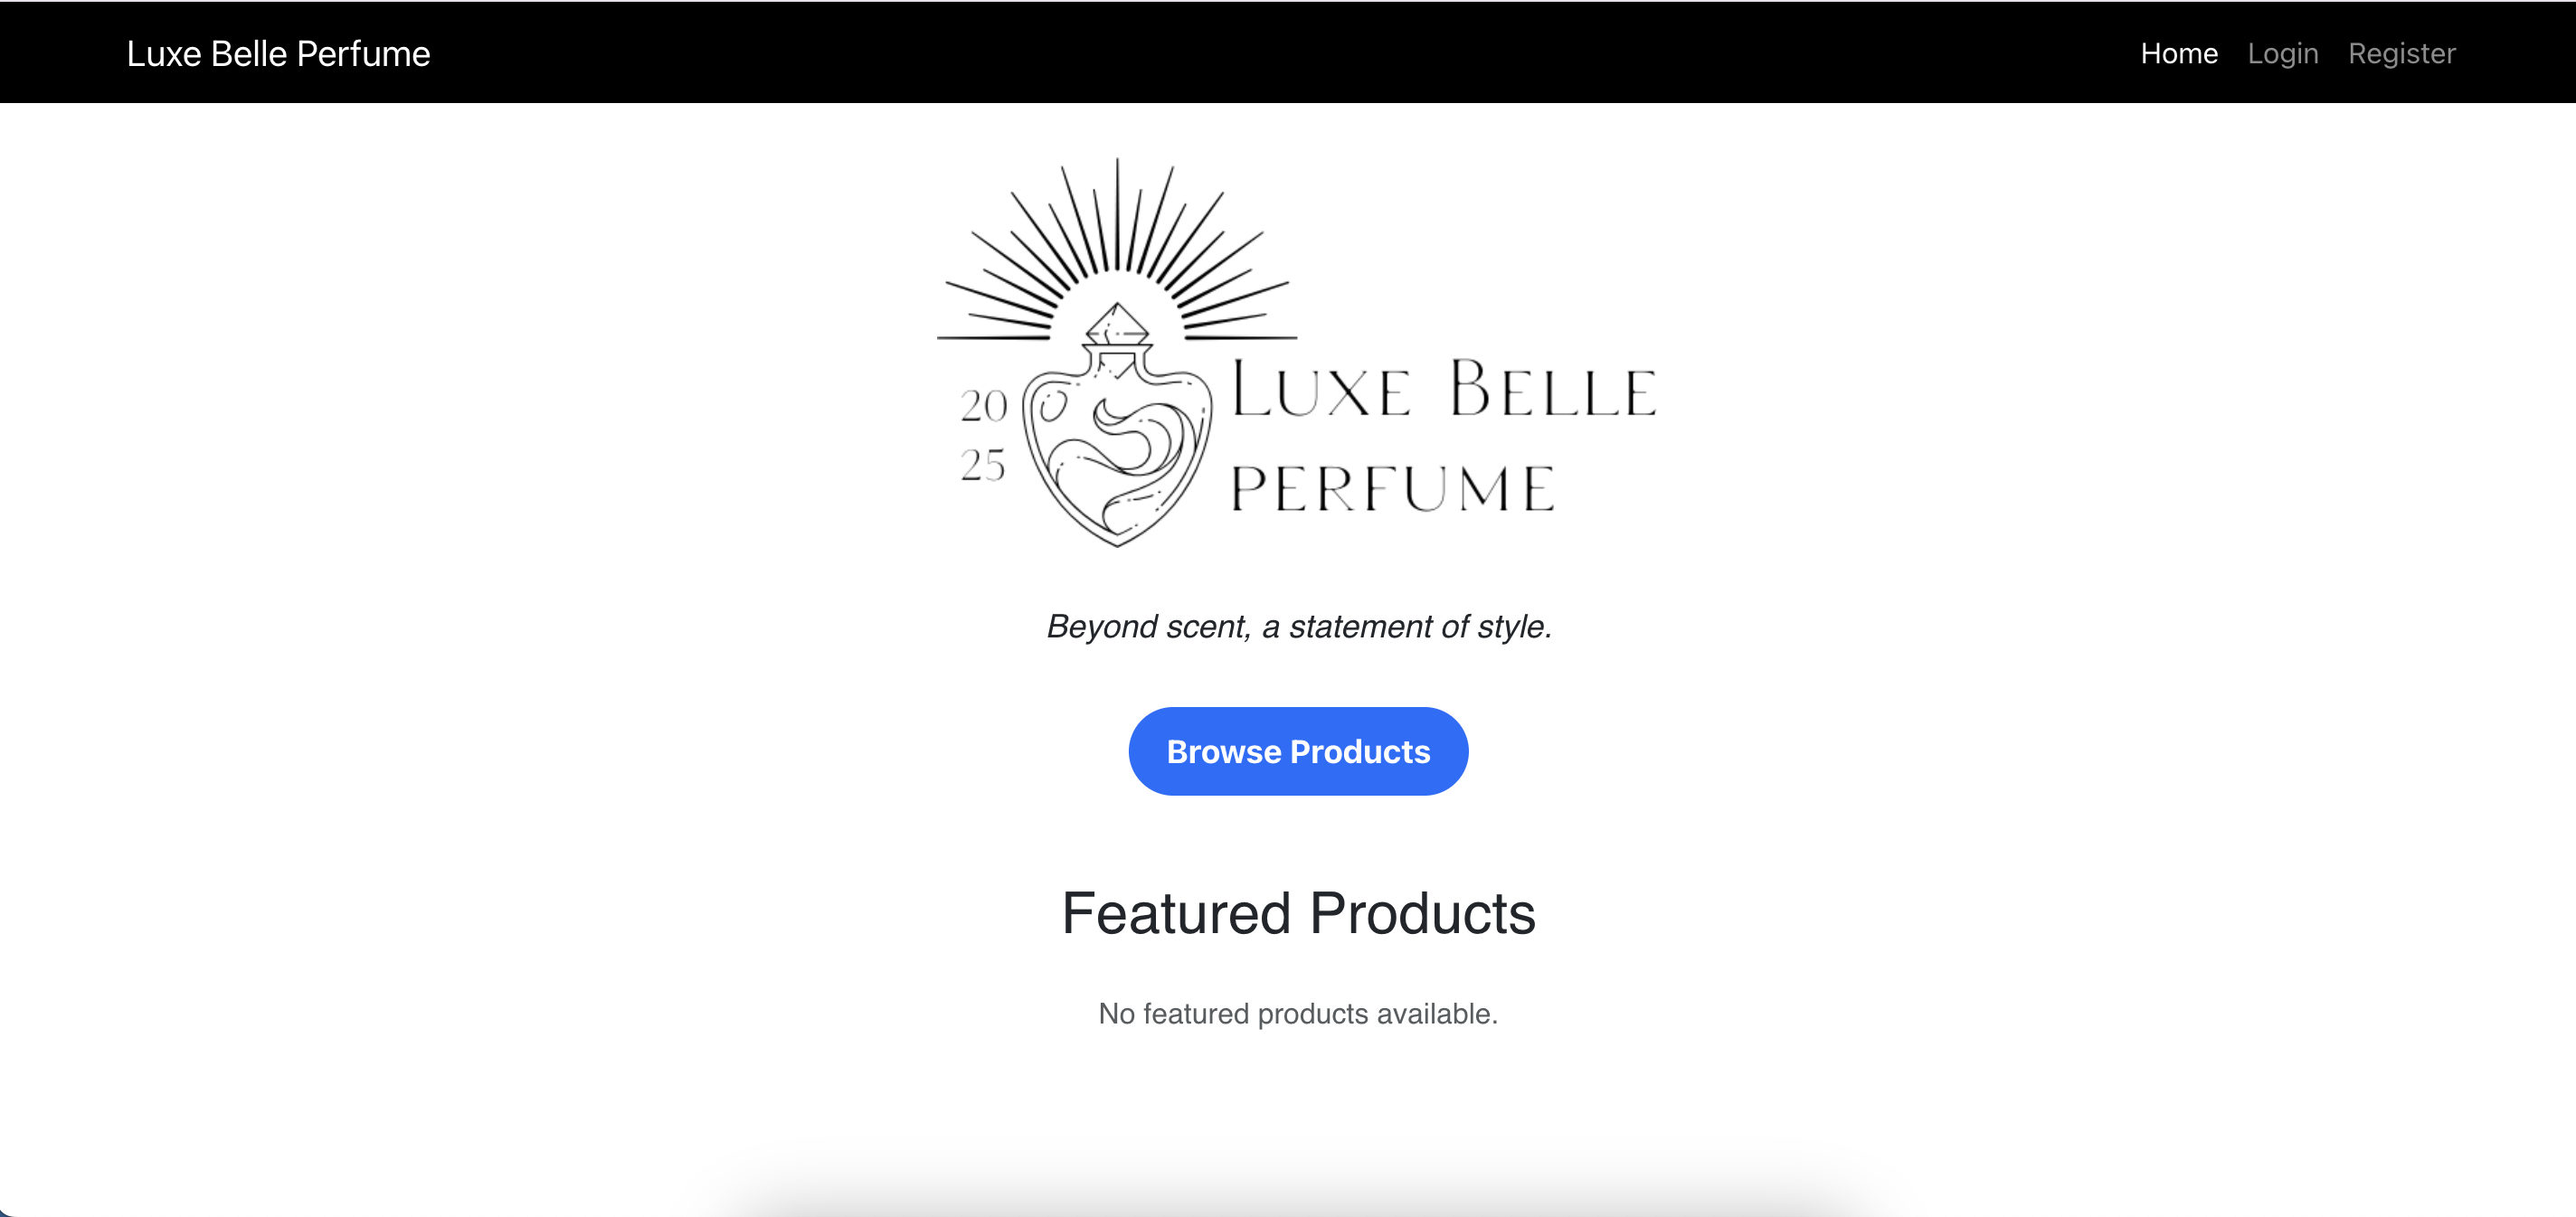 Luxe Belle Perfume
Home Login Register
20
25
LUXE BELLE
PERFUME
Beyond scent, a statement of style.
Browse Products
Featured Products
No featured products available.